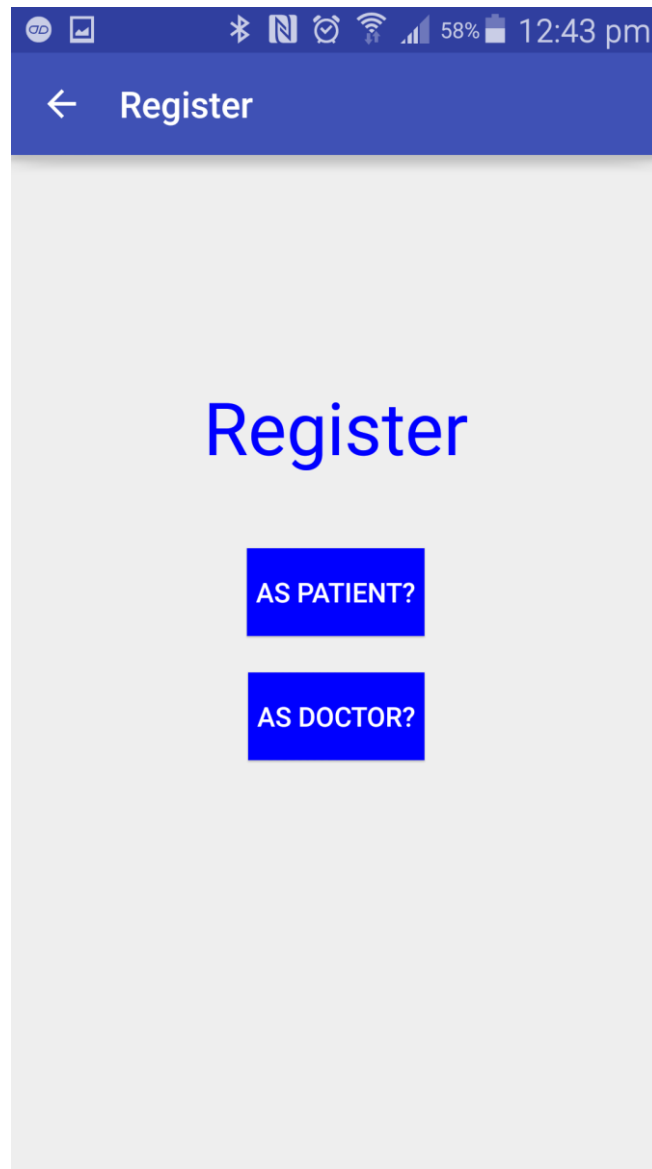 58% 12:43 pm
Register
Register
AS PATIENT?
AS DOCTOR?